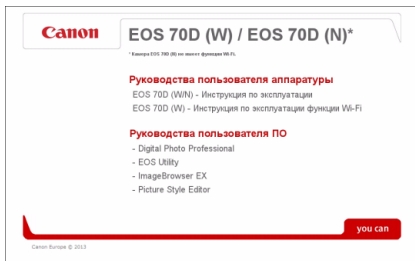 Canon
EOS 70D (W) / EOS 70D (N)*
* Камера EOS 70D (N) не имеет функции Wi-Fi.
Руководства пользователя аппаратуры
EOS 70D (W/N) - Инструкция по эксплуатации
EOS 70D (W) - Инструкция по эксплуатации функции Wi-Fi
Руководства пользователя ПО
- Digital Photo Professional
- EOS Utility
- ImageBrowser EX
- Picture Style Editor
you can
Canon Europe © 2013